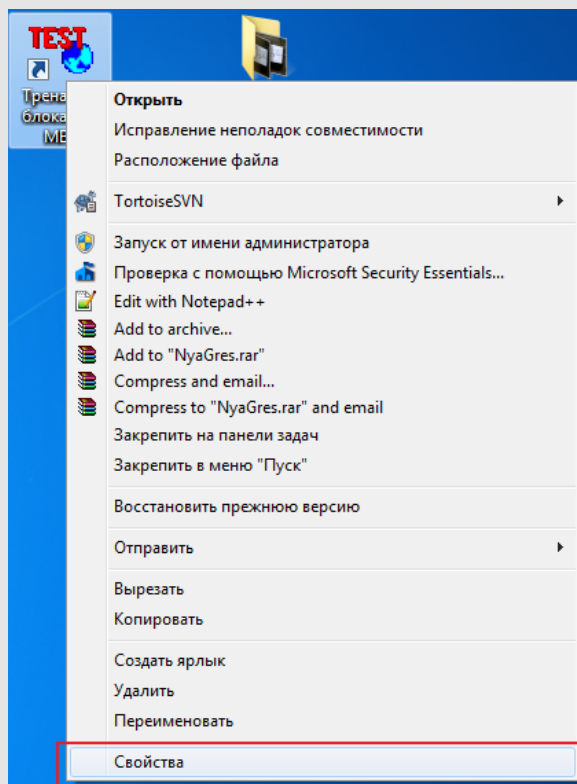 TEST
Открыть
Исправление неполадок совместимости
Расположение файла
TortoiseSVN
Запуск от имени администратора
Проверка с помощью Microsoft Security Essentials...
Edit with Notepad++
Add to archive...
Add to "NyaGres.rar"
Compress and email...
Compress to "NyaGres.rar" and email
Закрепить на панели задач
Закрепить в меню "Пуск"
Восстановить прежнюю версию
Отправить
Вырезать
Копировать
Создать ярлык
Удалить
Переименовать
Свойства